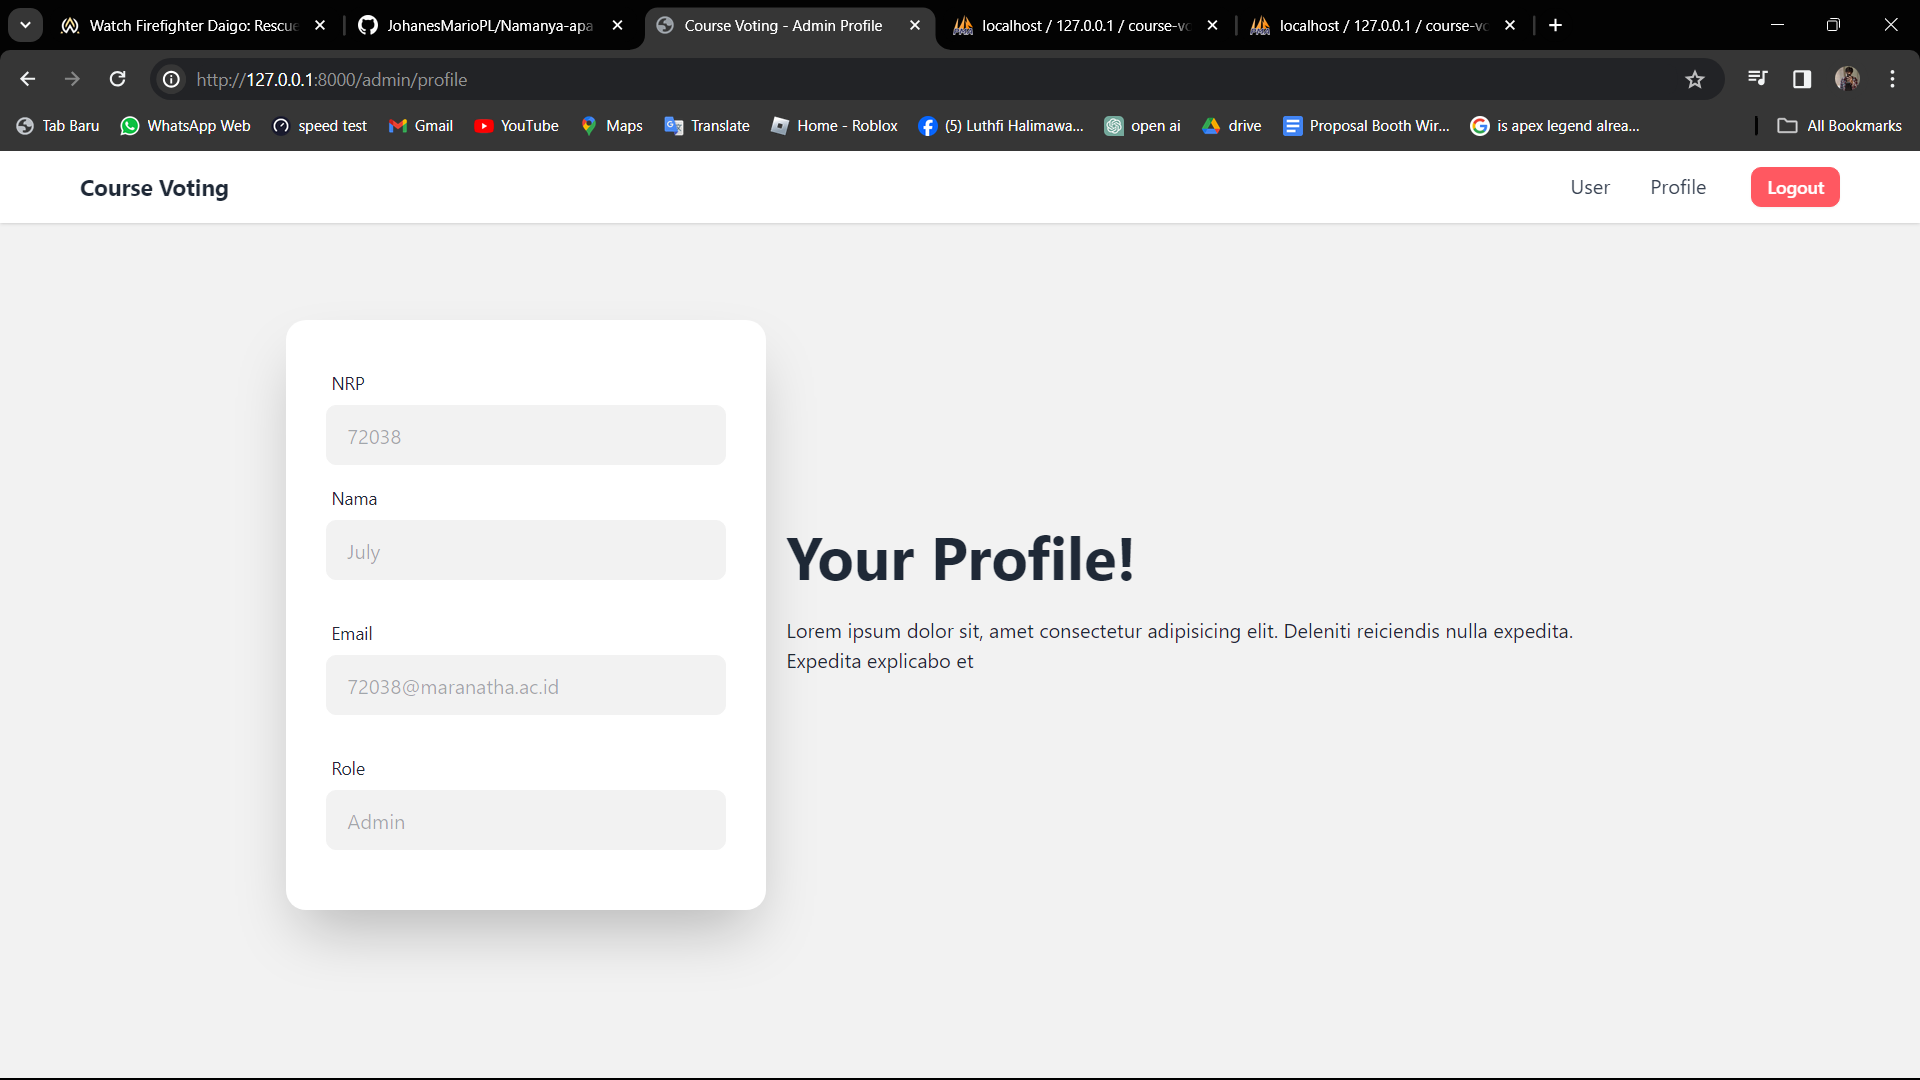 Watch Firefighter Daigo: Rescue
JohanesMarioPL/Namanya-apa
Course Voting - Admin Profile
localhost / 127.0.0.1 / course-vo
localhost / 127.0.0.1 / course-vo
http://127.0.0.1:8000/admin/profile
Tab Baru
WhatsApp Web
speed test
Gmail
YouTube
Maps
Translate
Home - Roblox
(5) Luthfi Halimawa...
open ai
drive
Proposal Booth Wir...
is apex legend alrea...
All Bookmarks
Course Voting
User
Profile
Logout
NRP
72038
Nama
July
Email
72038@maranatha.ac.id
Role
Admin
Your Profile!
Lorem ipsum dolor sit, amet consectetur adipisicing elit. Deleniti reiciendis nulla expedita.
Expedita explicabo et